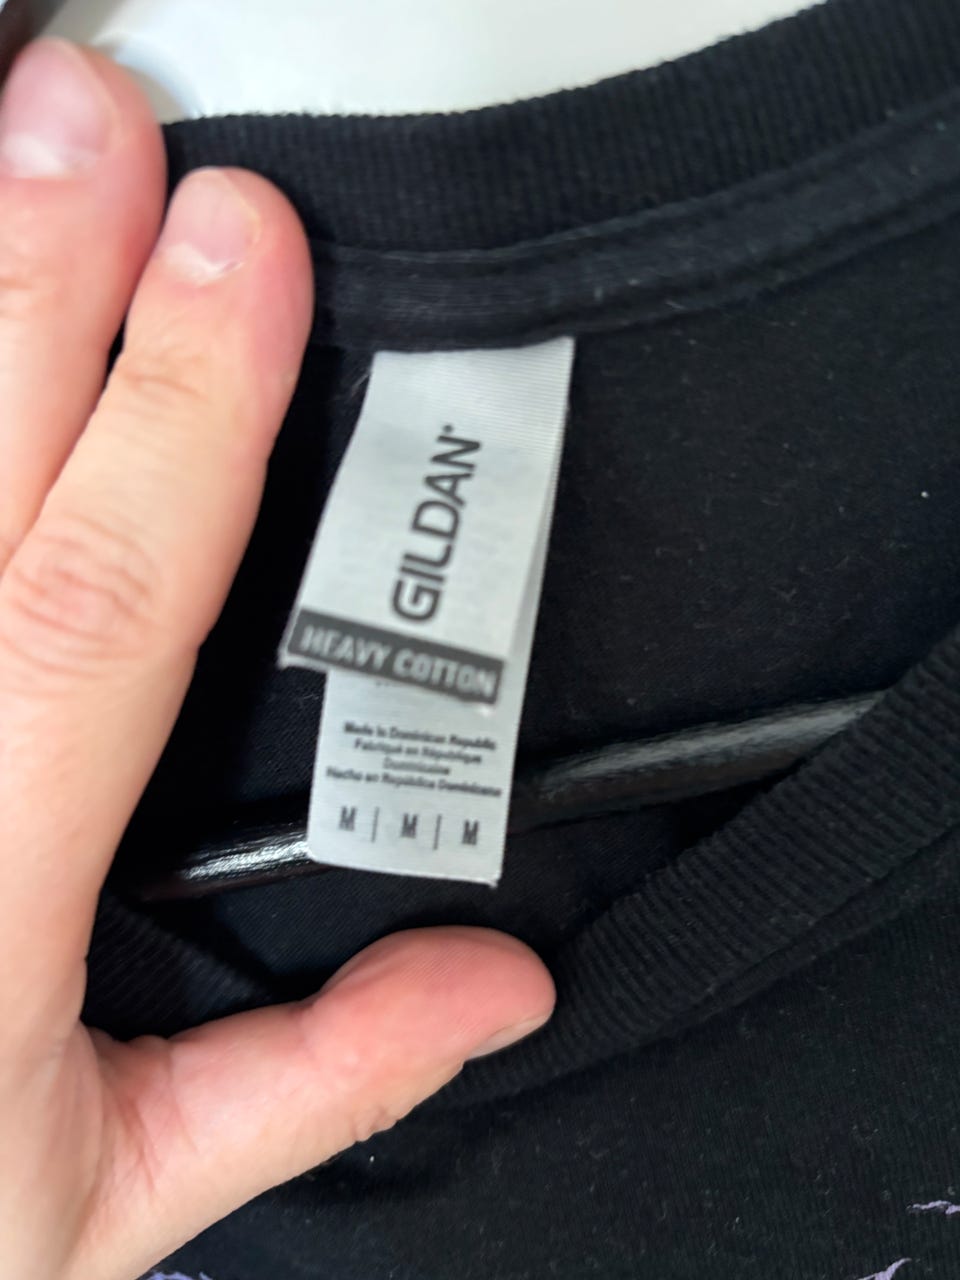 GILDAN
HEAVY COTTON
Made in Dominican Republic
Fabriqué en République
Dominicaine
Hecho en República Dominicana
M | M | M